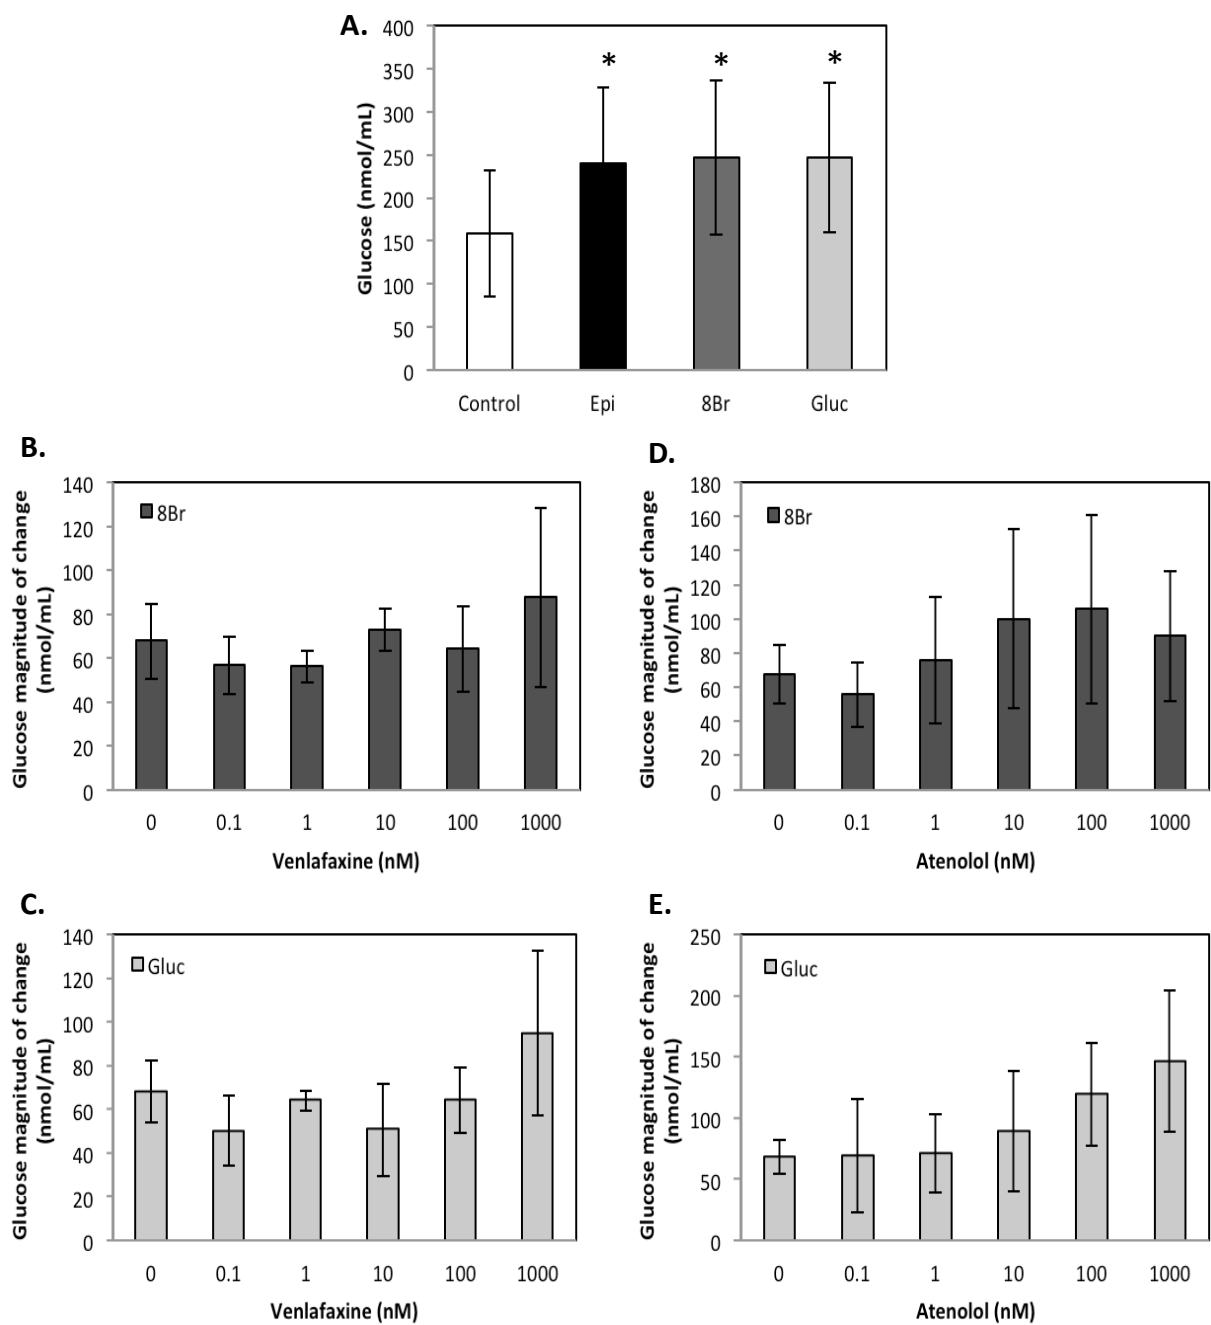 A.
Glucose (nmol/mL)
400
350
300
250
200
150
100
50
0
* * *
Control Epi 8Br Gluc
B.
Glucose magnitude of change
(nmol/mL)
140
120
100
80
60
40
20
0
8Br
0 0.1 1 10 100 1000
Venlafaxine (nM)
D.
Glucose magnitude of change
(nmol/mL)
180
160
140
120
100
80
60
40
20
0
8Br
0 0.1 1 10 100 1000
Atenolol (nM)
C.
Glucose magnitude of change
(nmol/mL)
140
120
100
80
60
40
20
0
Gluc
0 0.1 1 10 100 1000
Venlafaxine (nM)
E.
Glucose magnitude of change
(nmol/mL)
250
200
150
100
50
0
Gluc
0 0.1 1 10 100 1000
Atenolol (nM)